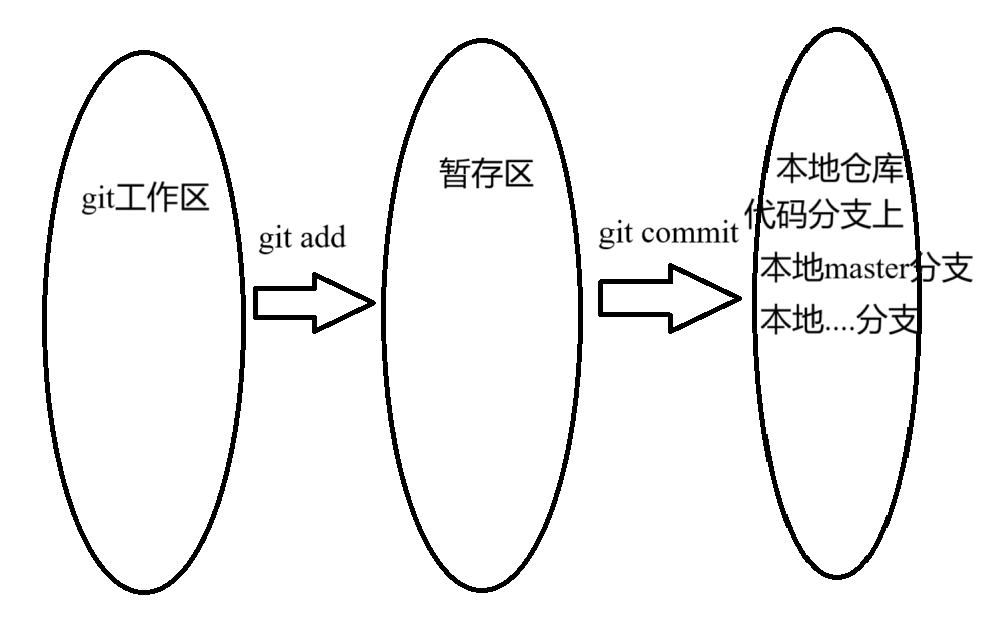 git工作区
git add
暂存区
git commit
本地仓库
代码分支上
本地master分支
本地....分支